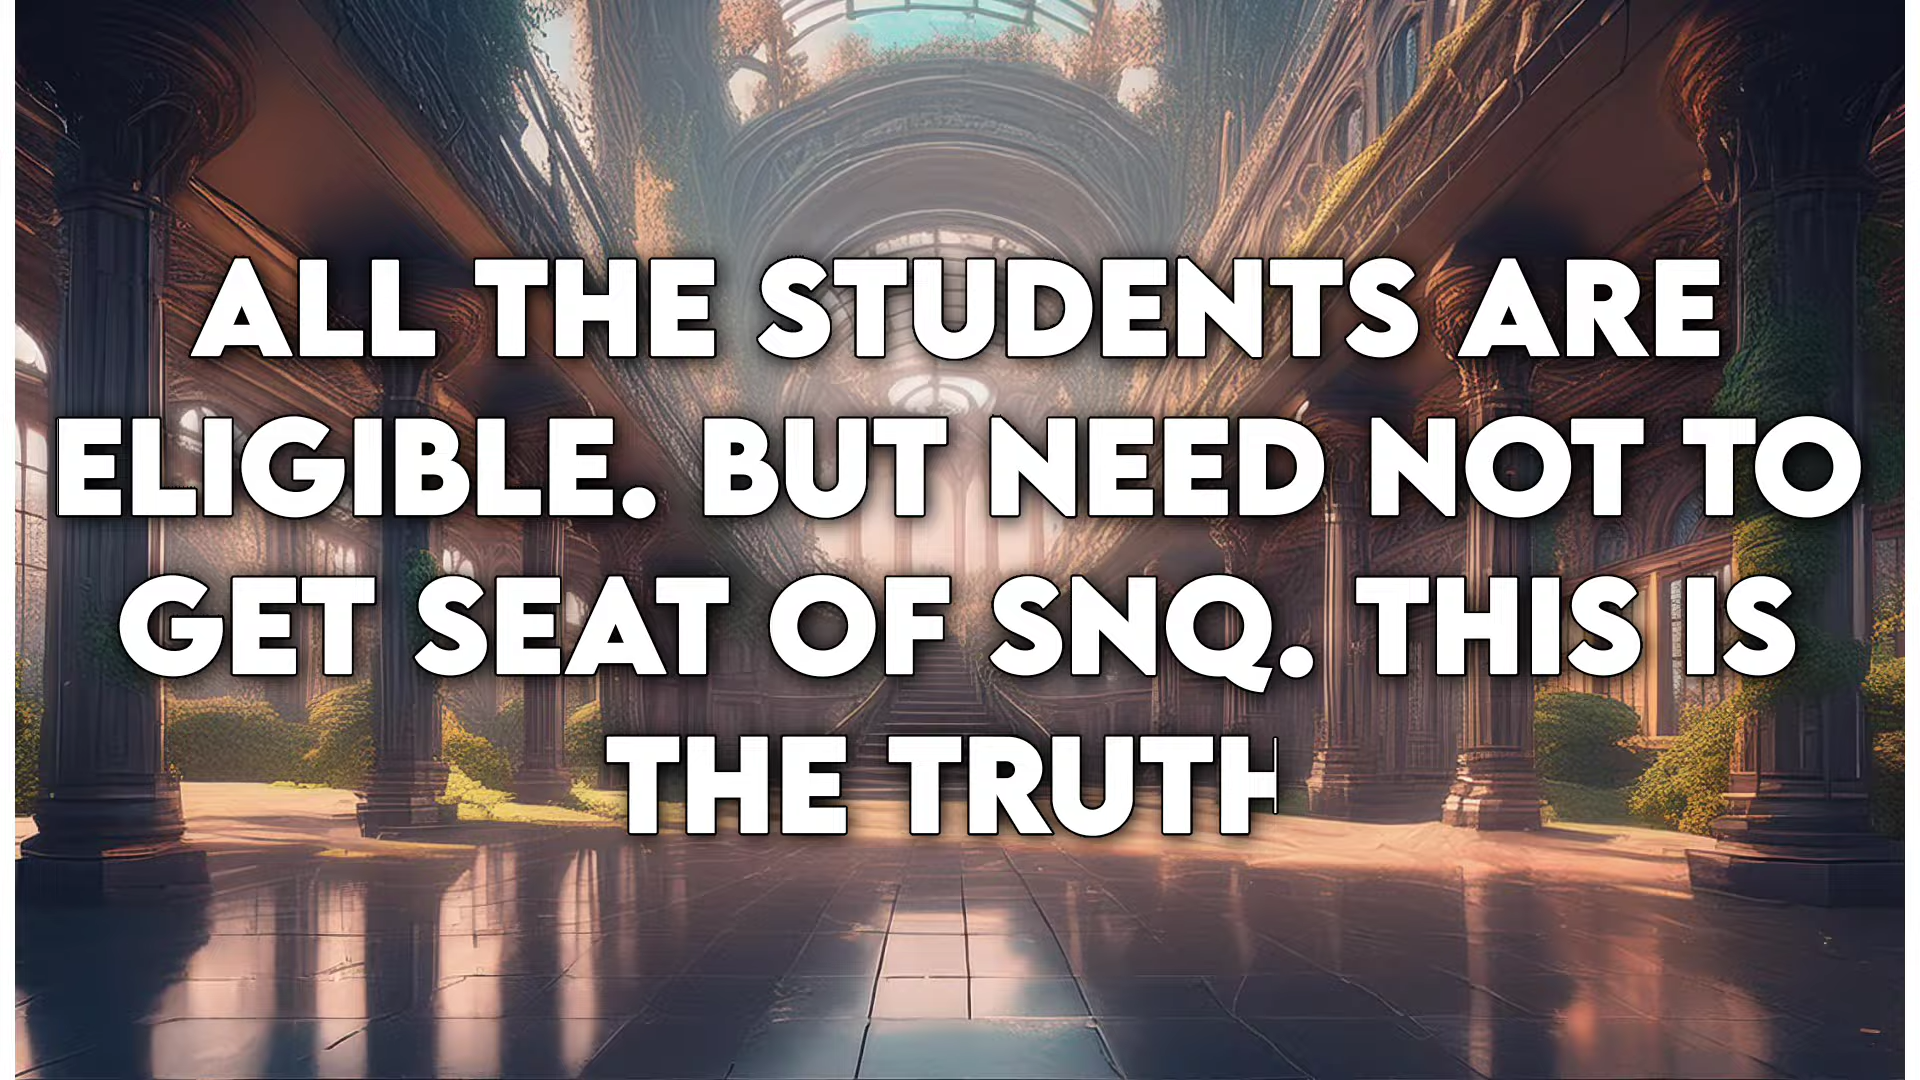 ALL THE STUDENTS ARE
ELIGIBLE. BUT NEED NOT TO
GET SEAT OF SNQ. THIS IS
THE TRUTH